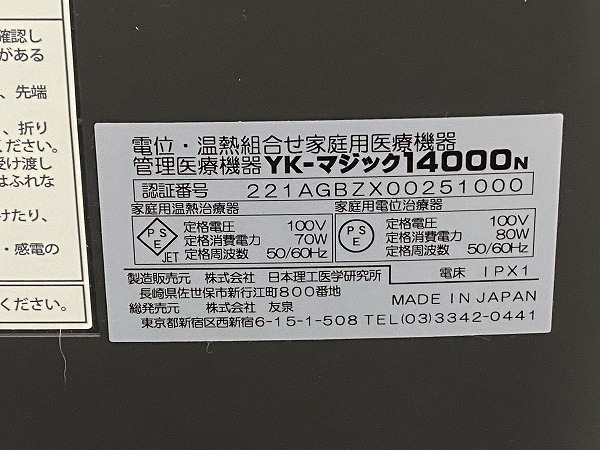 確認し
がある
、先端
、折り
ください。
受け渡し
はふれな
けたり、
・感電の
ください。
電位・温熱組合せ家庭用医療機器
管理医療機器 YK-マジック14000N
認証番号 221AGBZX00251000
家庭用温熱治療器
PSE JET
定格電圧 100V
定格消費電力 70W
定格周波数 50/60Hz
家庭用電位治療器
PSE
定格電圧 100V
定格消費電力 80W
定格周波数 50/60Hz
製造販売元 株式会社 日本理工医学研究所 電床 IPX1
長崎県佐世保市新行江町800番地
MADE IN JAPAN
総発売元 株式会社 友泉
東京都新宿区西新宿6-15-1-508 TEL(03)3342-0441